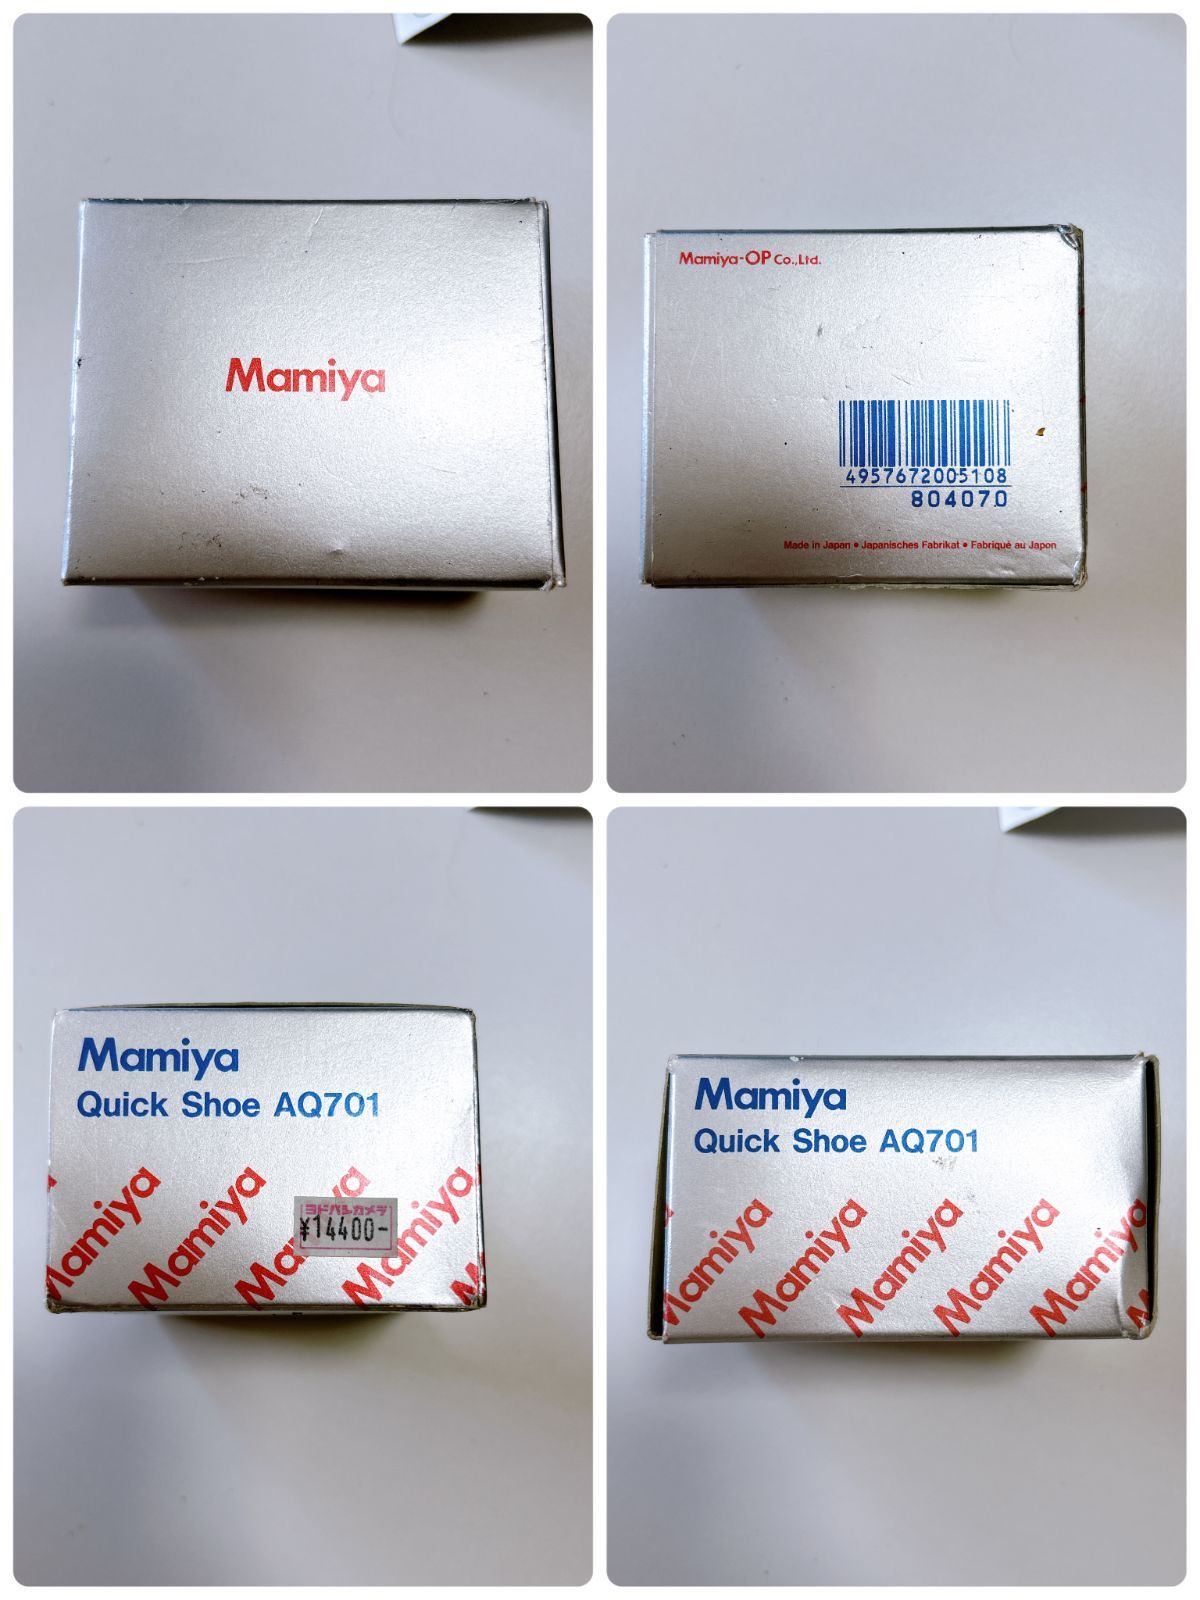 Mamiya
Mamiya-OP Co.,Ltd.
4957672005108
804070
Made in Japan • Japanisches Fabrikat • Fabriqué au Japon
Mamiya
Quick Shoe AQ701
Mamiya Mamiya Mamiya Mamiya
ヨドバシカメラ
¥14400-
Mamiya
Quick Shoe AQ701
Mamiya Mamiya Mamiya Mamiya Mamiya